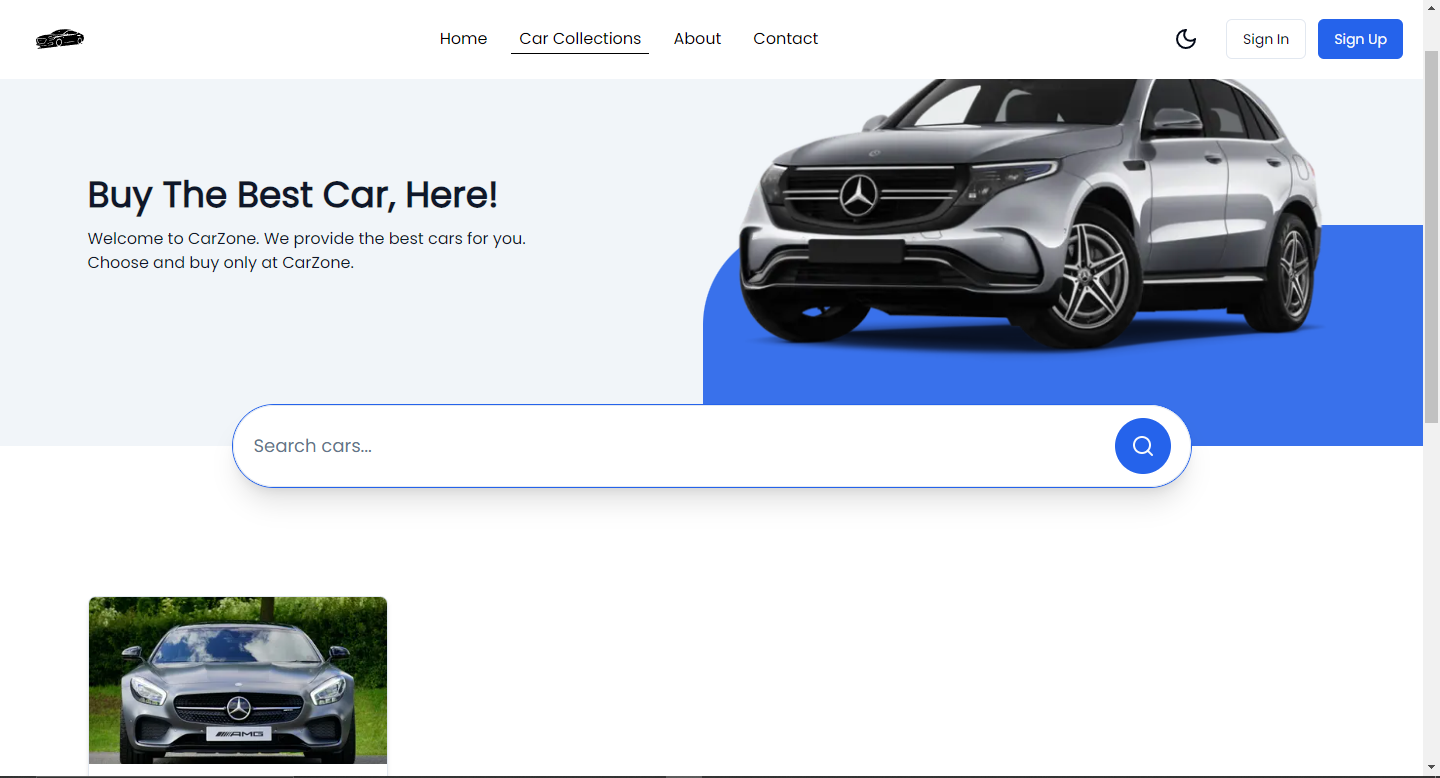 Home
Car Collections
About
Contact
Sign In
Sign Up
Buy The Best Car, Here!
Welcome to CarZone. We provide the best cars for you.
Choose and buy only at CarZone.
Search cars...
AMG